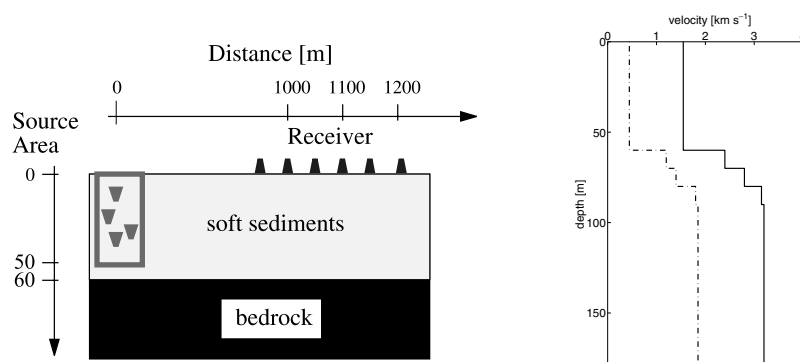 Distance [m]
0
1000 1100 1200
Source
Area
Receiver
0
soft sediments
50
60
bedrock
velocity [km s⁻¹]
0 1 2 3
0
50
100
150
depth [m]